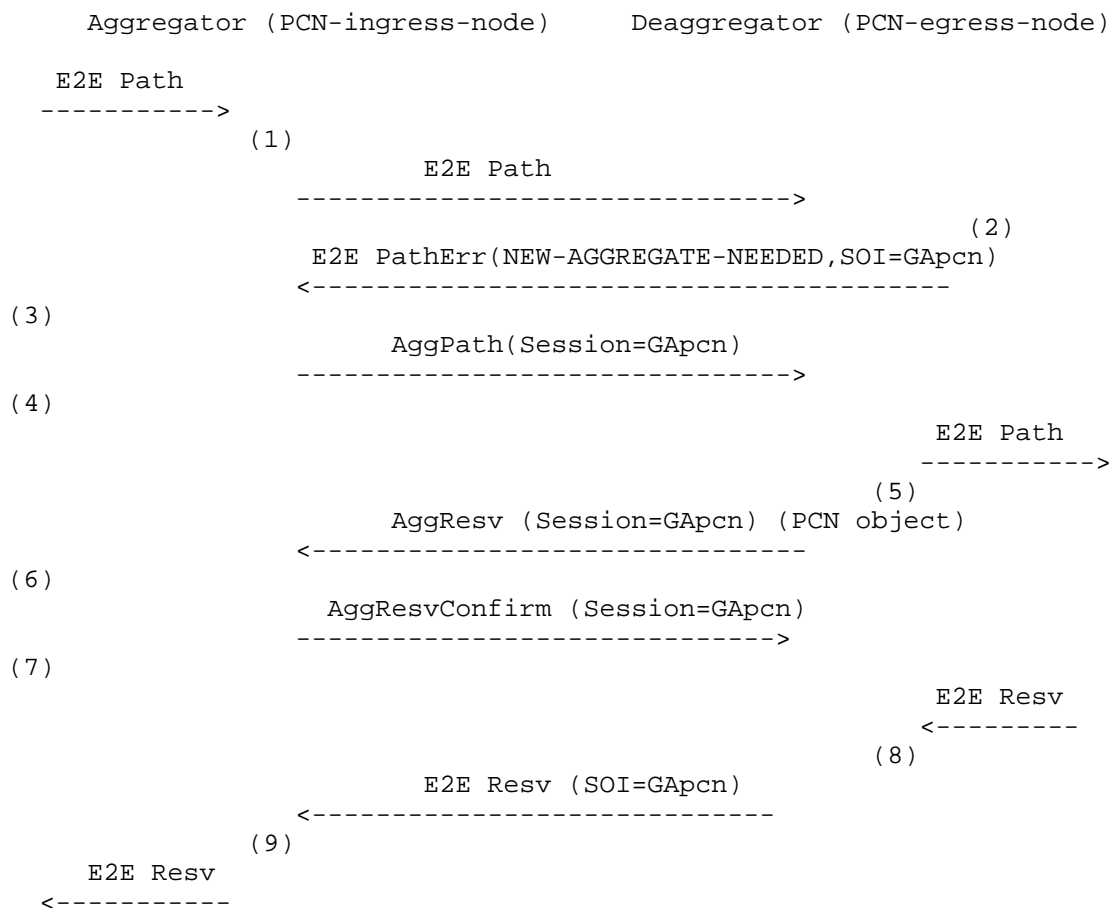 Aggregator (PCN-ingress-node)      Deaggregator (PCN-egress-node)
E2E Path
----------->
(1)
E2E Path
------------------------------->
(2)
E2E PathErr(NEW-AGGREGATE-NEEDED,SOI=GApcn)
<----------------------------------------
(3)
AggPath(Session=GApcn)
------------------------------->
(4)
E2E Path
----------->
(5)
AggResv (Session=GApcn) (PCN object)
<-------------------------------
(6)
AggResvConfirm (Session=GApcn)
------------------------------>
(7)
E2E Resv
<---------
(8)
E2E Resv (SOI=GApcn)
<-----------------------------
(9)
E2E Resv
<-----------